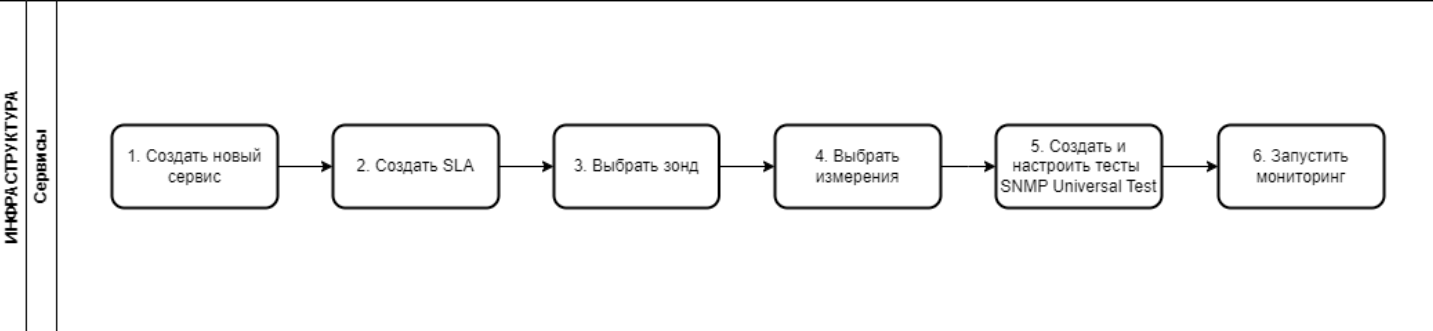 ИНФРАСТРУКТУРА
Сервисы
1. Создать новый
сервис
2. Создать SLA
3. Выбрать зонд
4. Выбрать
измерения
5. Создать и
настроить тесты
SNMP Universal Test
6. Запустить
мониторинг